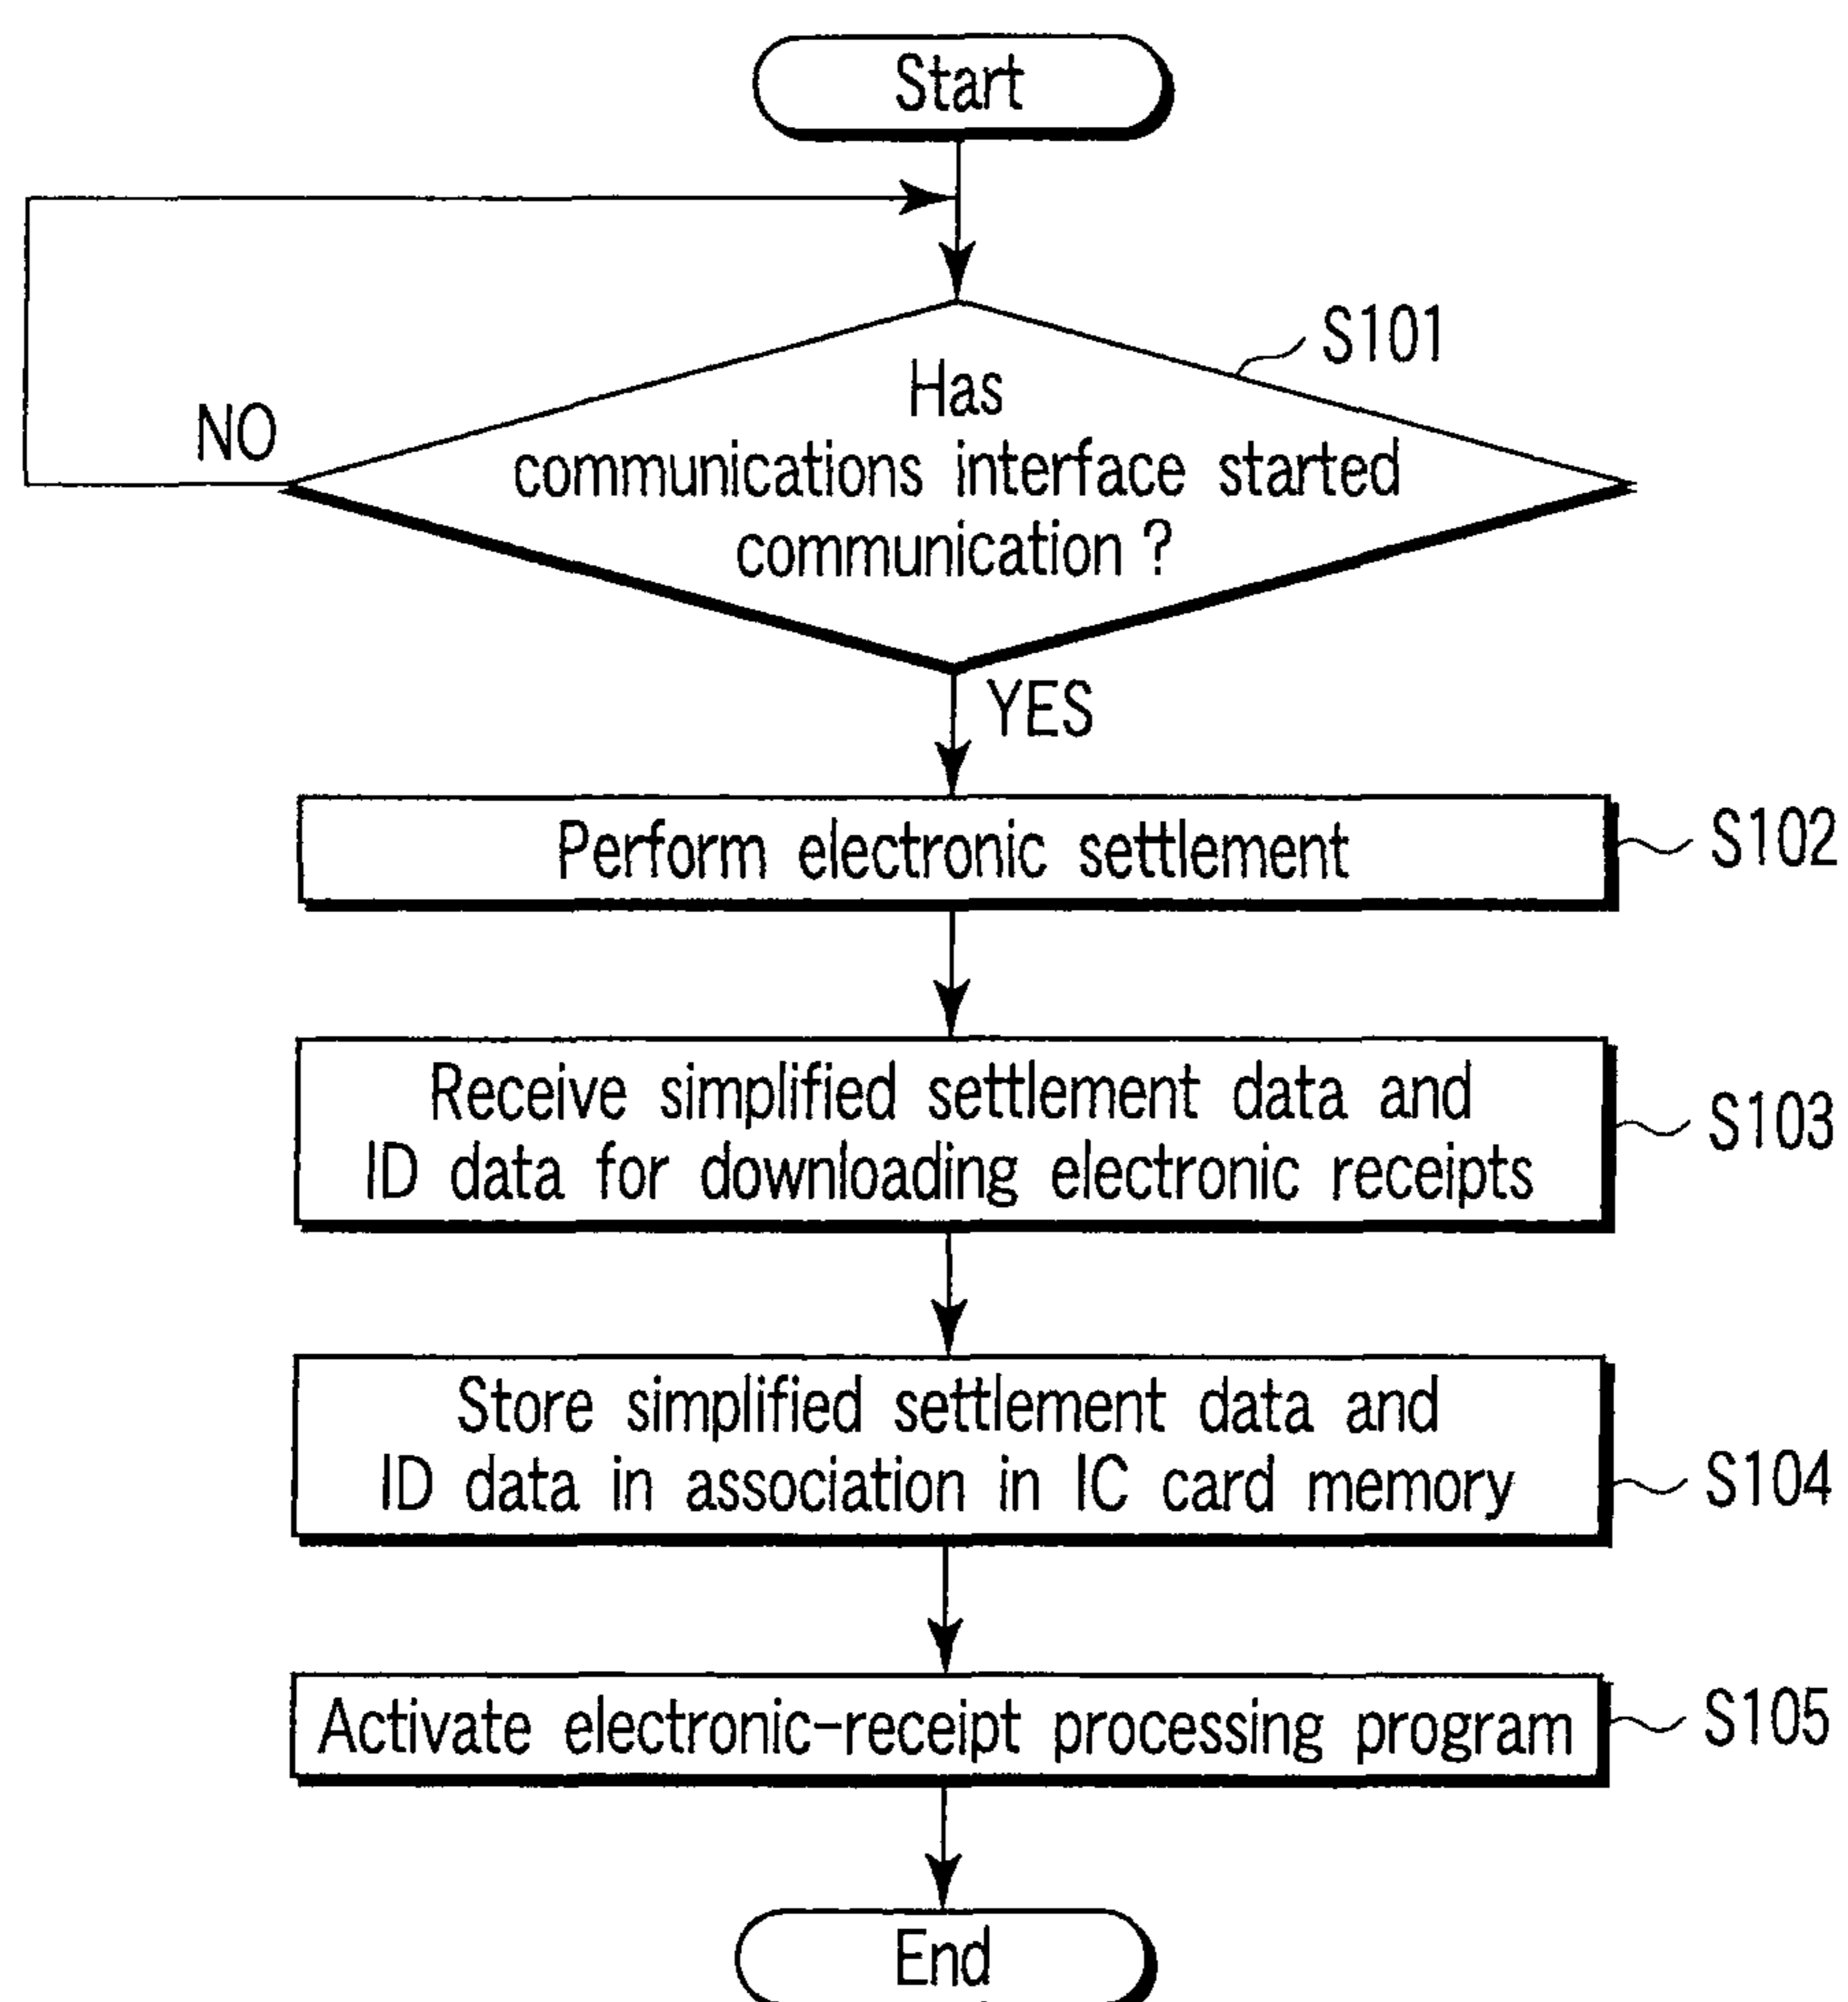 Start
S101
Has
communications interface started
communication ?
NO
YES
Perform electronic settlement
S102
Receive simplified settlement data and
ID data for downloading electronic receipts
S103
Store simplified settlement data and
ID data in association in IC card memory
S104
Activate electronic-receipt processing program
S105
End